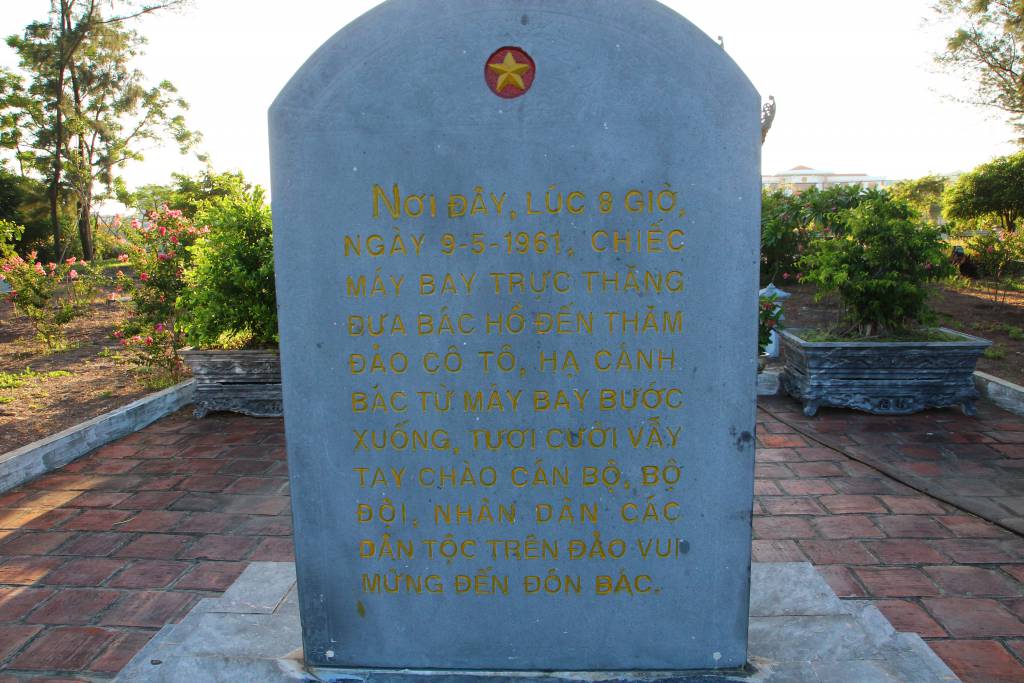 NƠI ĐÂY, LÚC 8 GIỜ,
NGÀY 9-5-1961, CHIẾC
MÁY BAY TRỰC THĂNG
ĐƯA BÁC HỒ ĐẾN THĂM
ĐẢO CÔ TÔ, HẠ CÁNH
BÁC TỪ MÁY BAY BƯỚC
XUỐNG, TƯƠI CƯỜI VẪY
TAY CHÀO CÁN BỘ, BỘ
ĐỘI, NHÂN DÂN CÁC
DÂN TỘC TRÊN ĐẢO VUI
MỪNG ĐẾN ĐÓN BÁC.